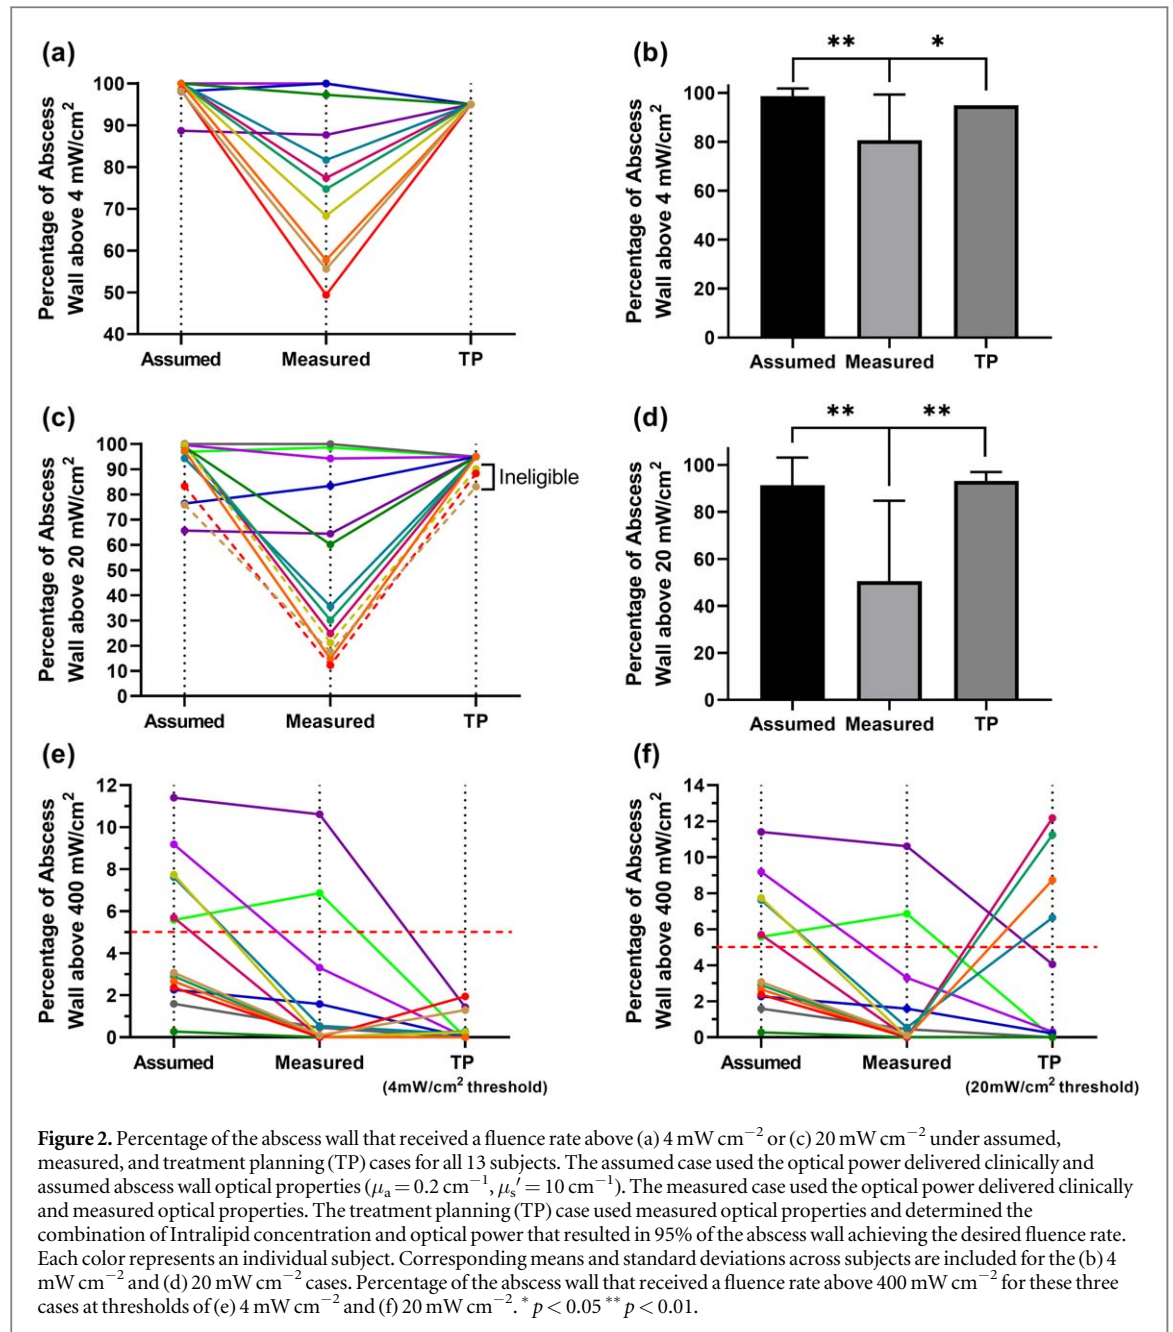 (a)
Percentage of Abscess
Wall above 4 mW/cm²
100
90
80
70
60
50
40
Assumed Measured TP
(b)
** *
Percentage of Abscess
Wall above 4 mW/cm²
100
80
60
40
20
0
Assumed Measured TP
(c)
Percentage of Abscess
Wall above 20 mW/cm²
100
90
80
70
60
50
40
30
20
10
0
Ineligible
Assumed Measured TP
(d)
** **
Percentage of Abscess
Wall above 20 mW/cm²
100
80
60
40
20
0
Assumed Measured TP
(e)
Percentage of Abscess
Wall above 400 mW/cm²
12
10
8
6
4
2
0
Assumed Measured TP
(4mW/cm² threshold)
(f)
Percentage of Abscess
Wall above 400 mW/cm²
14
12
10
8
6
4
2
0
Assumed Measured TP
(20mW/cm² threshold)
Figure 2. Percentage of the abscess wall that received a fluence rate above (a) 4 mW cm⁻² or (c) 20 mW cm⁻² under assumed,
measured, and treatment planning (TP) cases for all 13 subjects. The assumed case used the optical power delivered clinically and
assumed abscess wall optical properties (μₐ = 0.2 cm⁻¹, μₛ′ = 10 cm⁻¹). The measured case used the optical power delivered clinically
and measured optical properties. The treatment planning (TP) case used measured optical properties and determined the
combination of Intralipid concentration and optical power that resulted in 95% of the abscess wall achieving the desired fluence rate.
Each color represents an individual subject. Corresponding means and standard deviations across subjects are included for the (b) 4
mW cm⁻² and (d) 20 mW cm⁻² cases. Percentage of the abscess wall that received a fluence rate above 400 mW cm⁻² for these three
cases at thresholds of (e) 4 mW cm⁻² and (f) 20 mW cm⁻². * p < 0.05 ** p < 0.01.